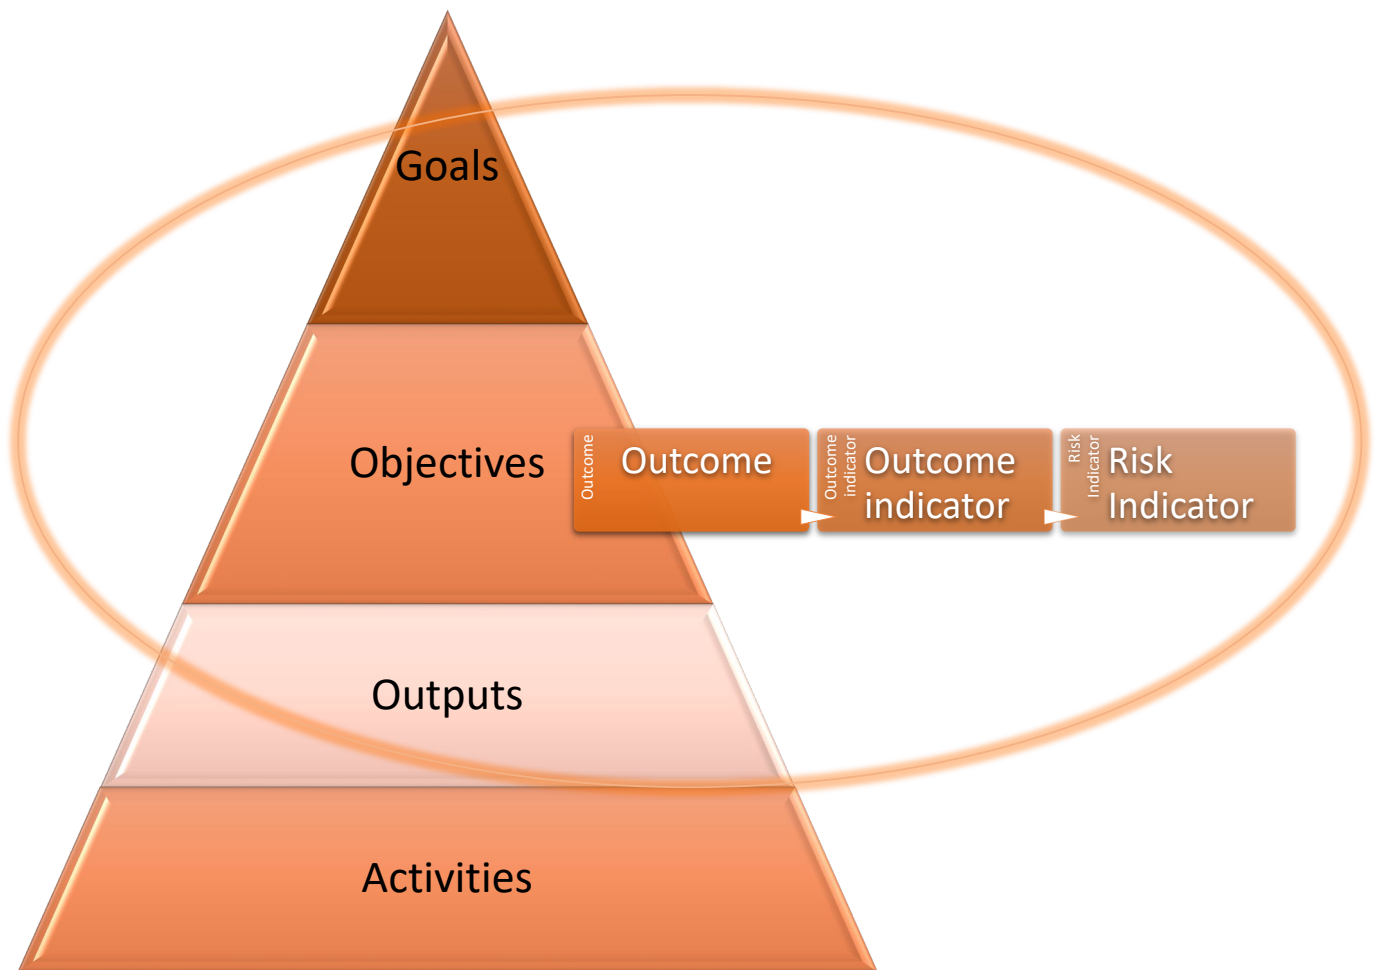 Goals
Objectives
Outcome
Outcome
Outcome
indicator
Outcome
indicator
Risk
Indicator
Risk
Indicator
Outputs
Activities